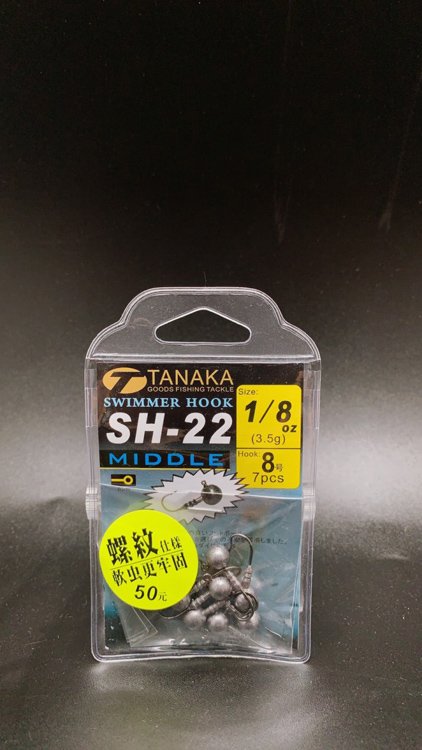 TANAKA
GOODS FISHING TACKLE
SWIMMER HOOK
SH-22
MIDDLE
Size:
1/8 oz
(3.5g)
Hook:
8号
7pcs
螺紋仕樣
軟虫更牢固
50元